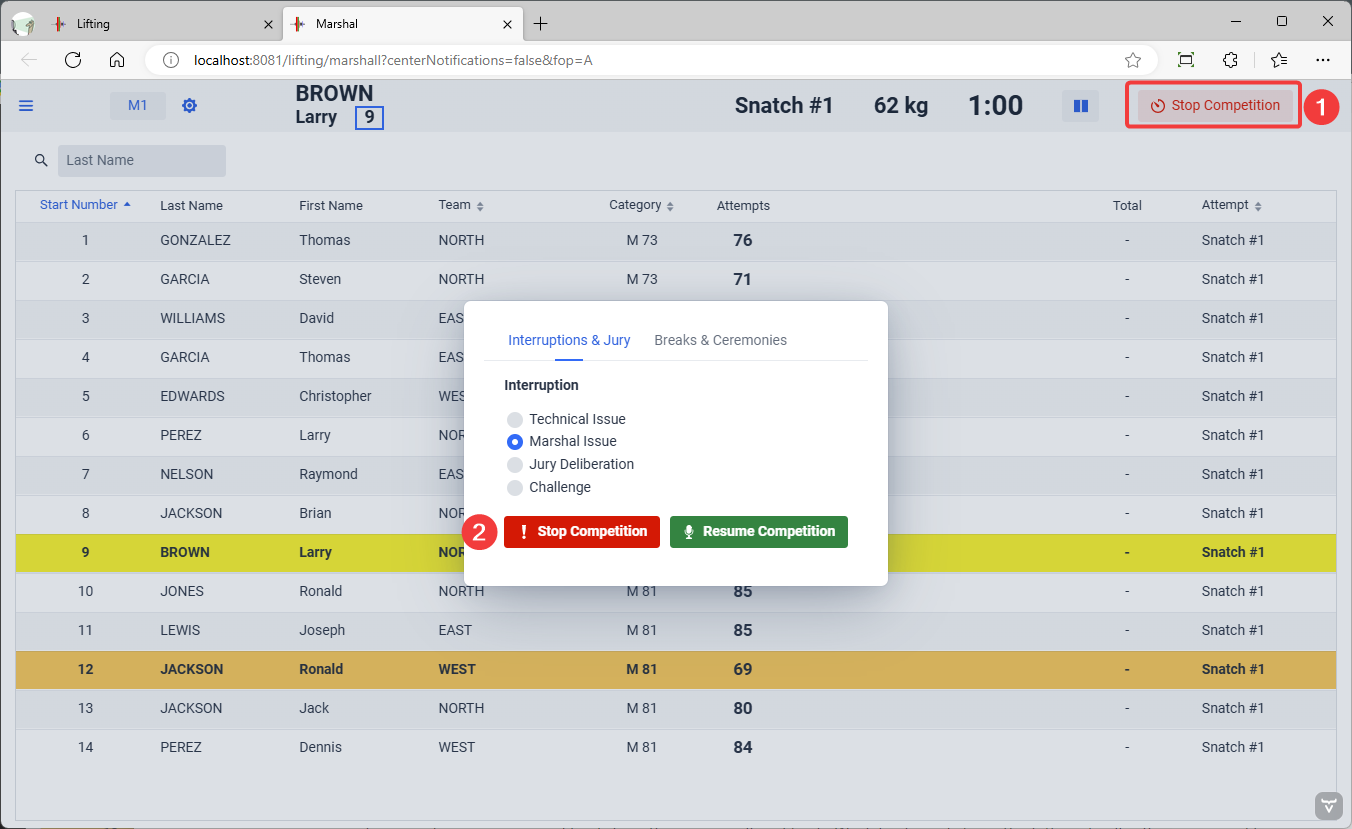 Lifting
Marshal
localhost:8081/lifting/marshall?centerNotifications=false&fop=A
M1
BROWN
Larry 9
Snatch #1 62 kg 1:00
Stop Competition
1
Last Name
Start Number Last Name First Name Team Category Attempts Total Attempt
1 GONZALEZ Thomas NORTH M 73 76 - Snatch #1
2 GARCIA Steven NORTH M 73 71 - Snatch #1
3 WILLIAMS David EAS - Snatch #1
4 GARCIA Thomas EAS - Snatch #1
5 EDWARDS Christopher WES - Snatch #1
6 PEREZ Larry NOR - Snatch #1
7 NELSON Raymond EAS - Snatch #1
8 JACKSON Brian NOR - Snatch #1
9 BROWN Larry NOR - Snatch #1
10 JONES Ronald NORTH M 81 85 - Snatch #1
11 LEWIS Joseph EAST M 81 85 - Snatch #1
12 JACKSON Ronald WEST M 81 69 - Snatch #1
13 JACKSON Jack NORTH M 81 80 - Snatch #1
14 PEREZ Dennis WEST M 81 84 - Snatch #1
Interruptions & Jury Breaks & Ceremonies
Interruption
Technical Issue
Marshal Issue
Jury Deliberation
Challenge
2
! Stop Competition Resume Competition